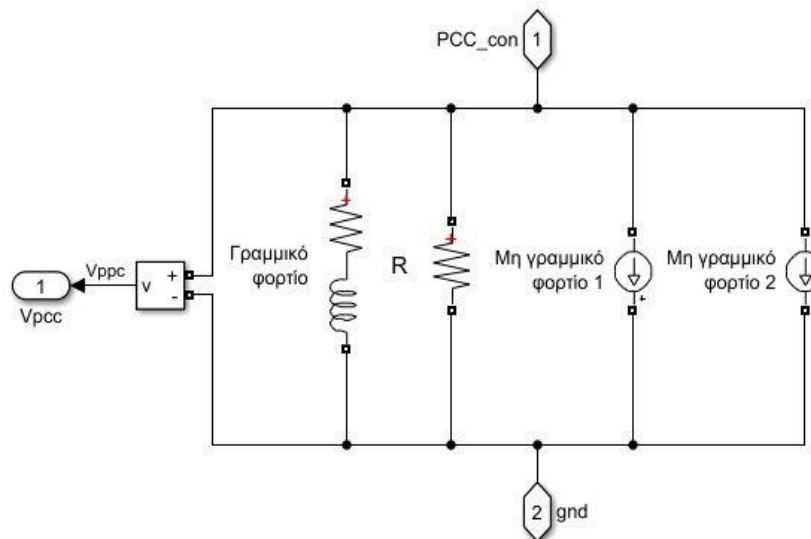 PCC_con
1
Γραμμικό
φορτίο
R
Μη γραμμικό
φορτίο 1
Μη γραμμικό
φορτίο 2
1
Vpcc
Vppc
v
+
-
2
gnd